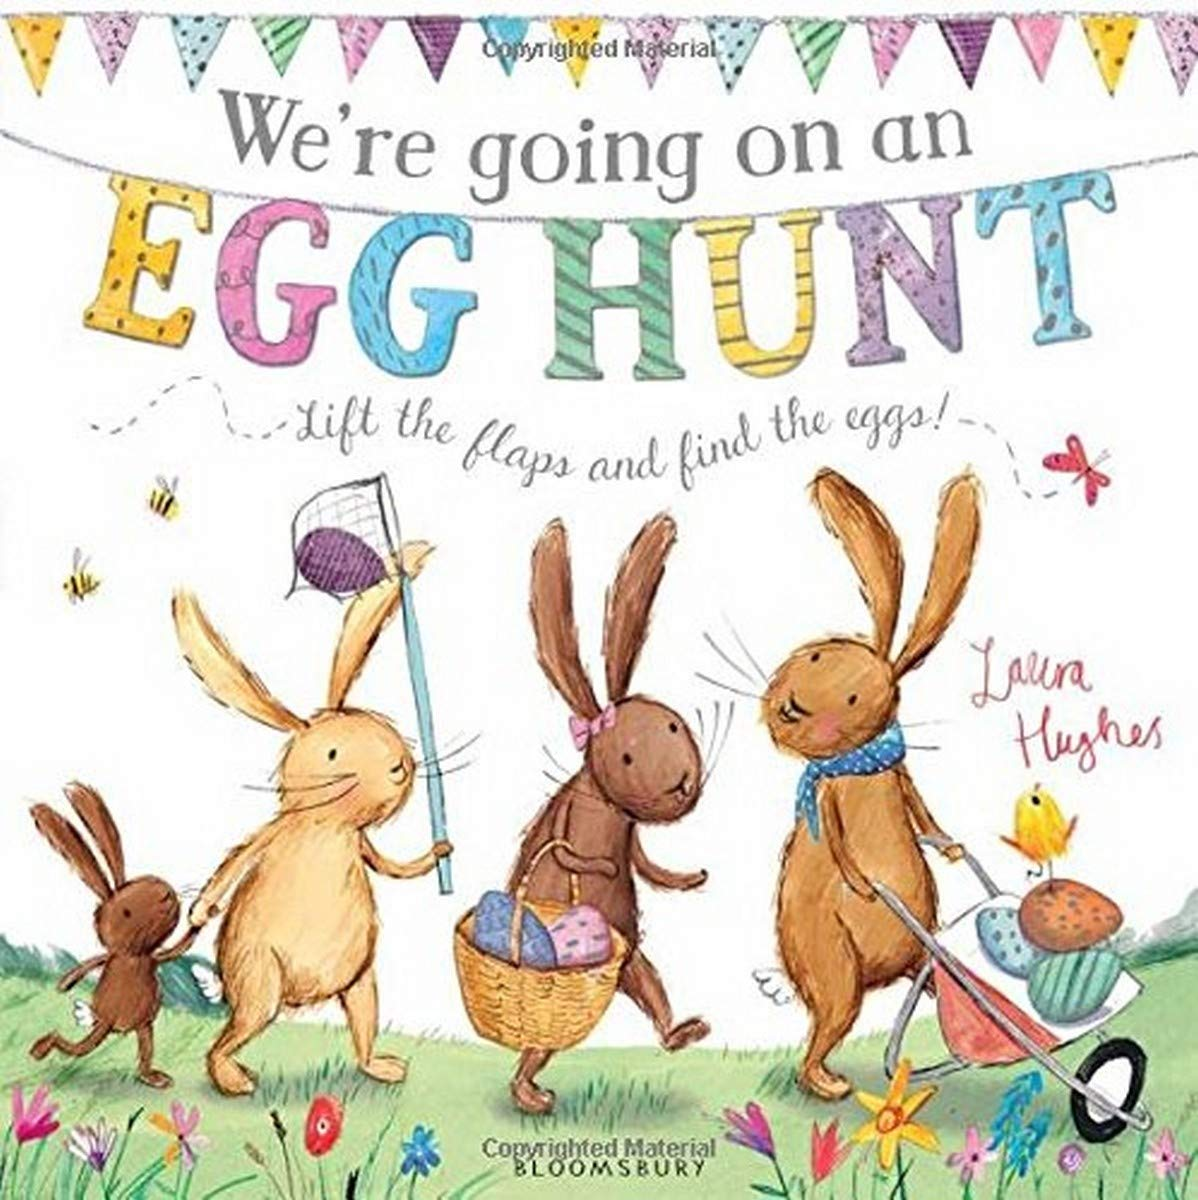 Copyrighted Material
We're going on an
EGG HUNT
Lift the flaps and find the eggs!
Laura
Hughes
Copyrighted Material
BLOOMSBURY